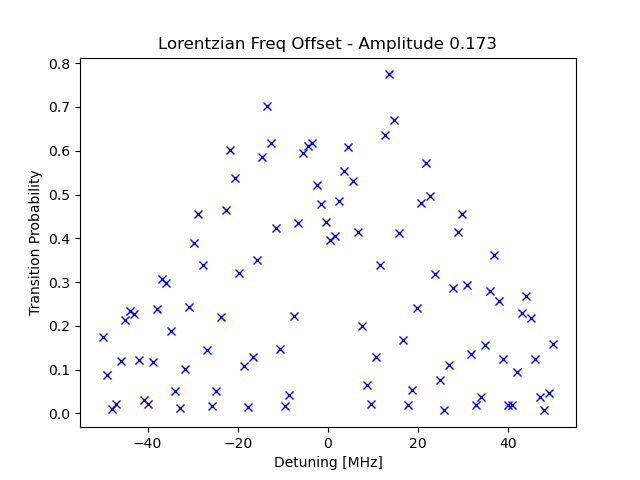 Lorentzian Freq Offset - Amplitude 0.173
0.8
0.7
0.6
0.5
0.4
0.3
0.2
0.1
0.0
Transition Probability
−40 −20 0 20 40
Detuning [MHz]